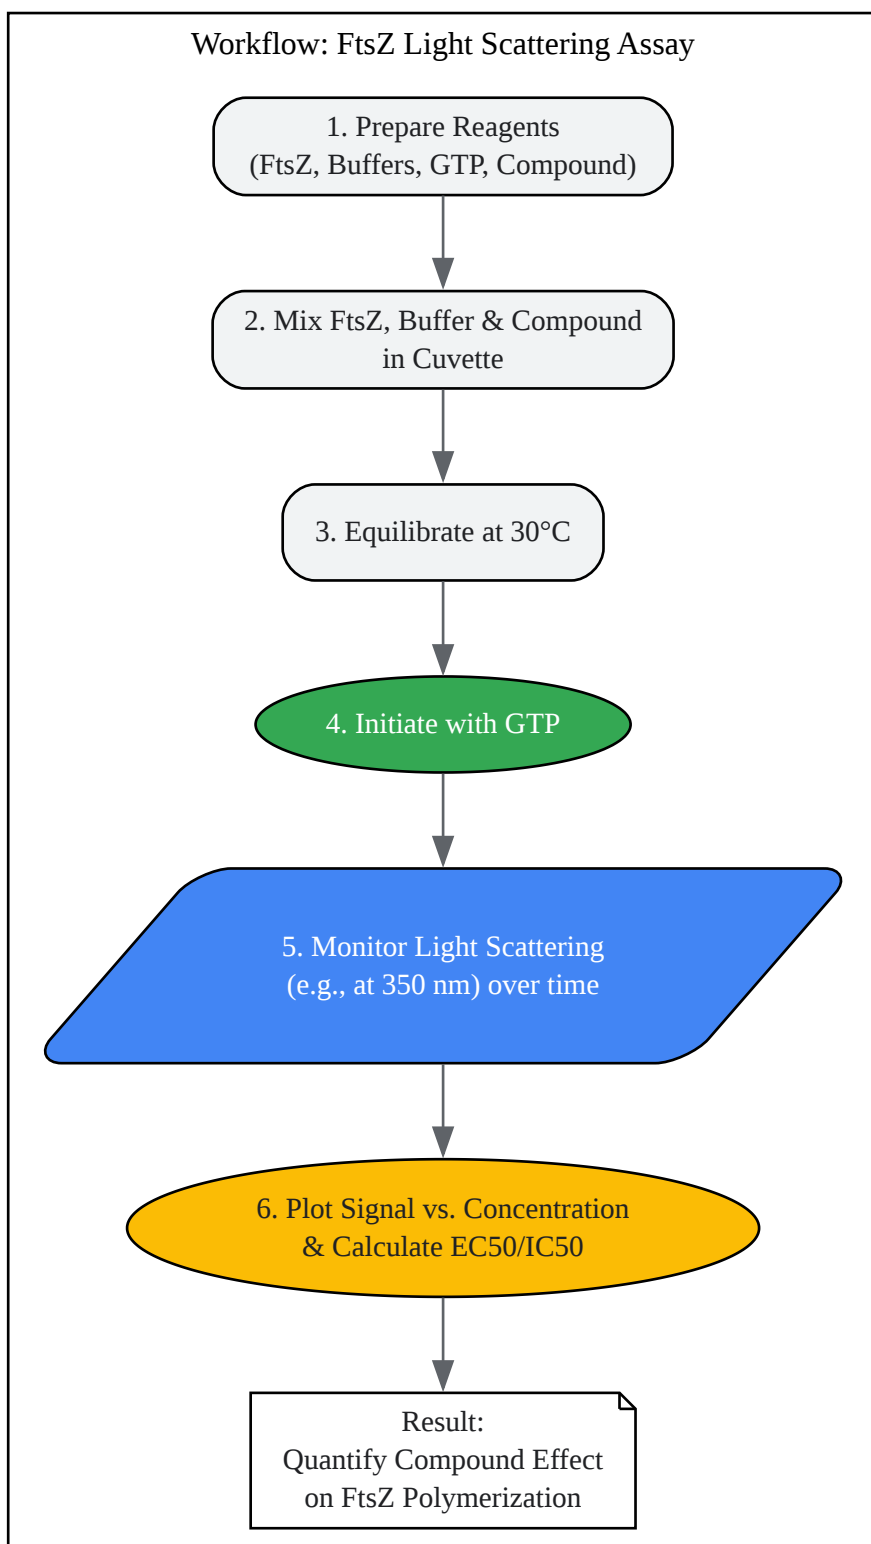 Workflow: FtsZ Light Scattering Assay
1. Prepare Reagents
(FtsZ, Buffers, GTP, Compound)
2. Mix FtsZ, Buffer & Compound
in Cuvette
3. Equilibrate at 30°C
4. Initiate with GTP
5. Monitor Light Scattering
(e.g., at 350 nm) over time
6. Plot Signal vs. Concentration
& Calculate EC50/IC50
Result:
Quantify Compound Effect
on FtsZ Polymerization